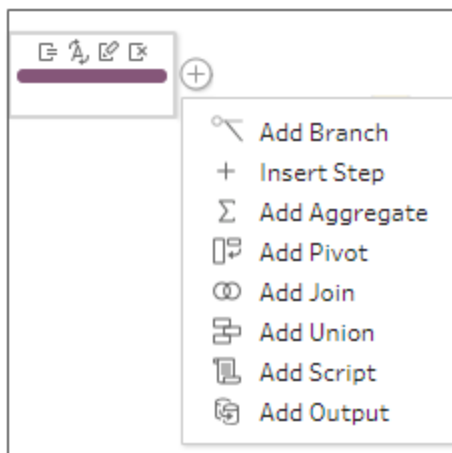 Add Branch
Insert Step
Add Aggregate
Add Pivot
Add Join
Add Union
Add Script
Add Output